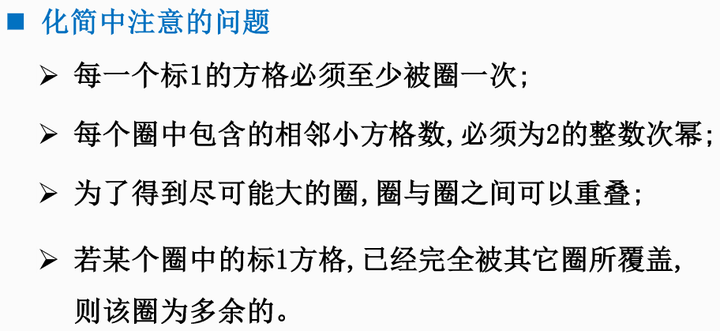 ■ 化简中注意的问题
➢ 每一个标1的方格必须至少被圈一次;
➢ 每个圈中包含的相邻小方格数,必须为2的整数次幂;
➢ 为了得到尽可能大的圈,圈与圈之间可以重叠;
➢ 若某个圈中的标1方格,已经完全被其它圈所覆盖,
则该圈为多余的。